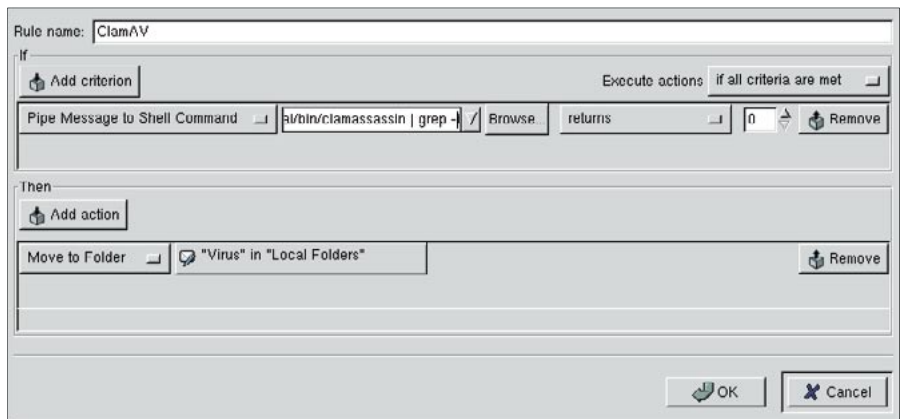 Rule name: ClamAV
If
Add criterion
Execute actions if all criteria are met
Pipe Message to Shell Command al/bin/clamassassin | grep - Browse... returns 0 Remove
Then
Add action
Move to Folder "Virus" in "Local Folders" Remove
OK Cancel